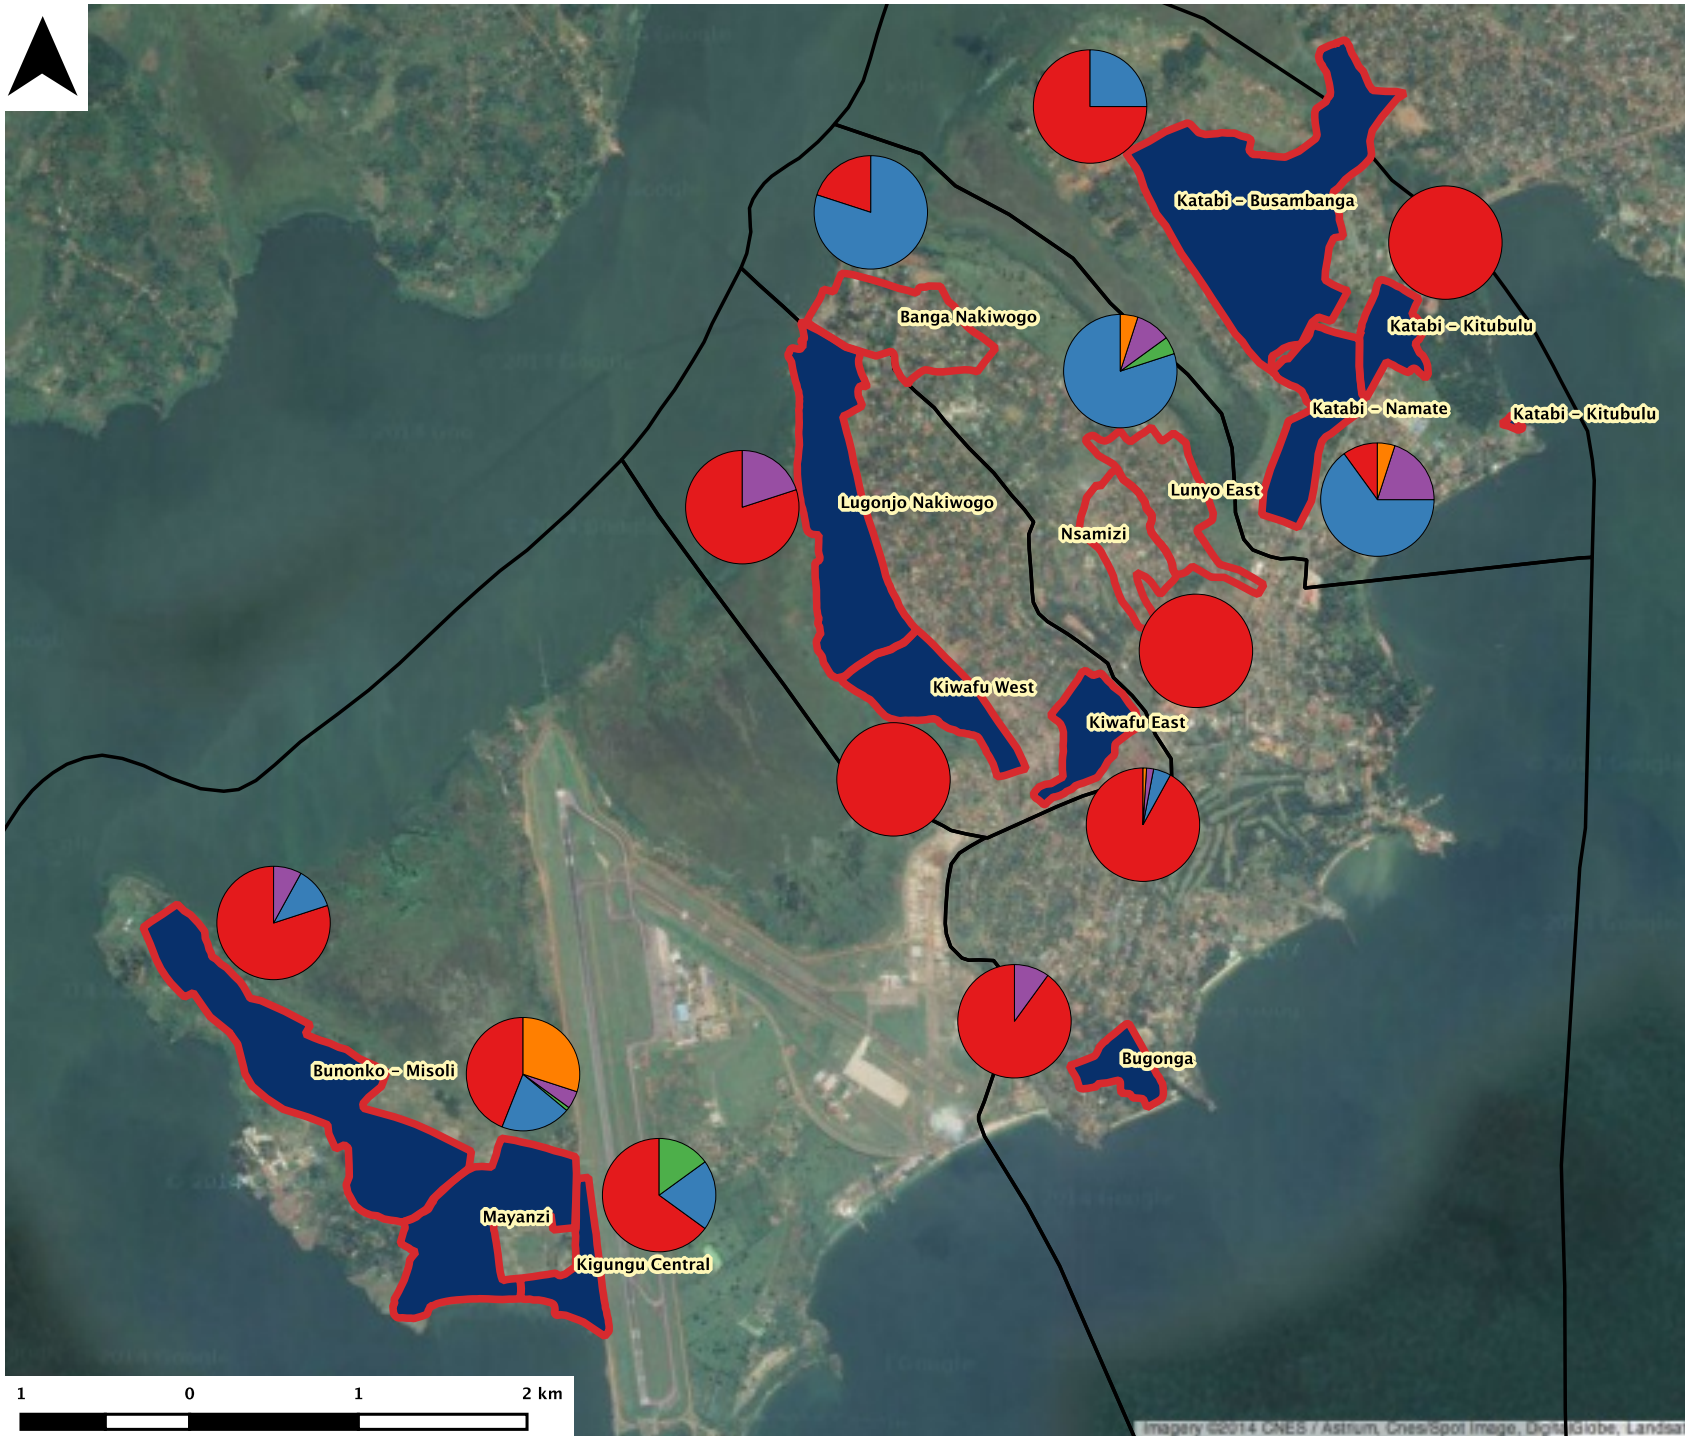 Katabi – Busambanga
Banga Nakiwogo
Katabi – Kitubulu
Katabi – Namate
Katabi – Kitubulu
Lugonjo Nakiwogo
Lunyo East
Nsamizi
Kiwafu West
Kiwafu East
Bugonga
Bunonko – Misoli
Mayanzi
Kigungu Central
1 0 1 2 km
Imagery ©2014 CNES / Astrium, Cnes/Spot Image, DigitalGlobe, Landsat